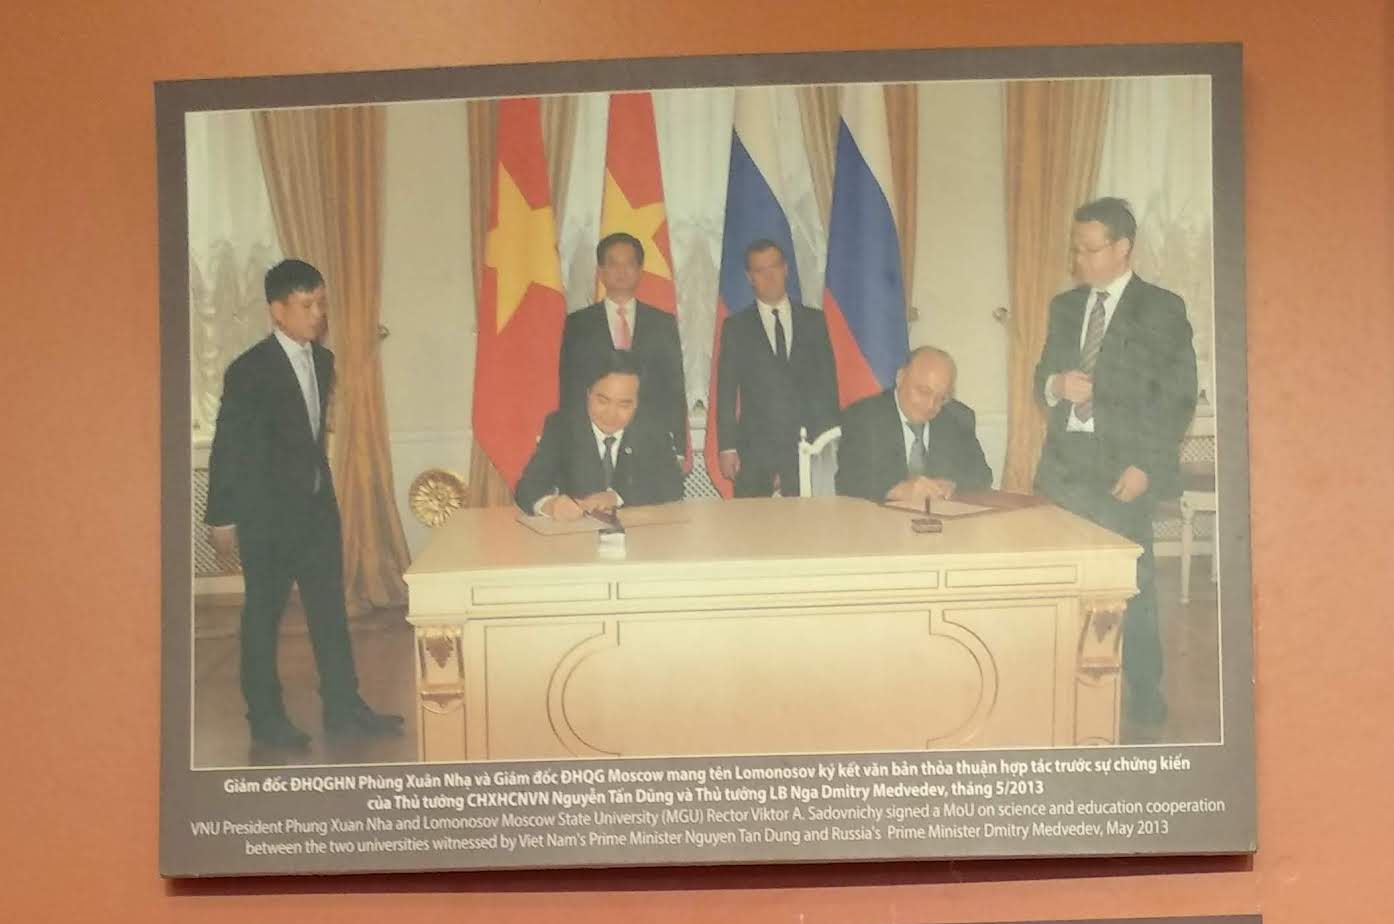 Giám đốc ĐHQGHN Phùng Xuân Nhạ và Giám đốc ĐHQG Moscow mang tên Lomonosov ký kết văn bản thỏa thuận hợp tác trước sự chứng kiến
của Thủ tướng CHXHCNVN Nguyễn Tấn Dũng và Thủ tướng LB Nga Dmitry Medvedev, tháng 5/2013
VNU President Phung Xuan Nha and Lomonosov Moscow State University (MGU) Rector Viktor A. Sadovnichy signed a MoU on science and education cooperation
between the two universities witnessed by Viet Nam's Prime Minister Nguyen Tan Dung and Russia's Prime Minister Dmitry Medvedev, May 2013